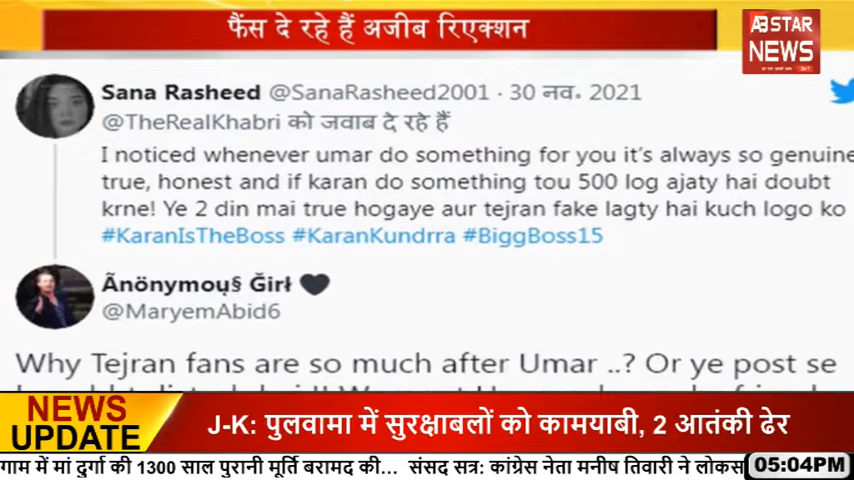 फैंस दे रहे हैं अजीब रिएक्शन
AB STAR
NEWS
Sana Rasheed @SanaRasheed2001 · 30 नव॰ 2021
@TheRealKhabri को जवाब दे रहे हैं
I noticed whenever umar do something for you it's always so genuine
true, honest and if karan do something tou 500 log ajaty hai doubt
krne! Ye 2 din mai true hogaye aur tejran fake lagty hai kuch logo ko
#KaranIsTheBoss #KaranKundrra #BiggBoss15
Ãnönymoų§ Ğirł 🖤
@MaryemAbid6
Why Tejran fans are so much after Umar ..? Or ye post se
NEWS
UPDATE
J-K: पुलवामा में सुरक्षाबलों को कामयाबी, 2 आतंकी ढेर
गाम में मां दुर्गा की 1300 साल पुरानी मूर्ति बरामद की... संसद सत्र: कांग्रेस नेता मनीष तिवारी ने लोकस
05:04PM